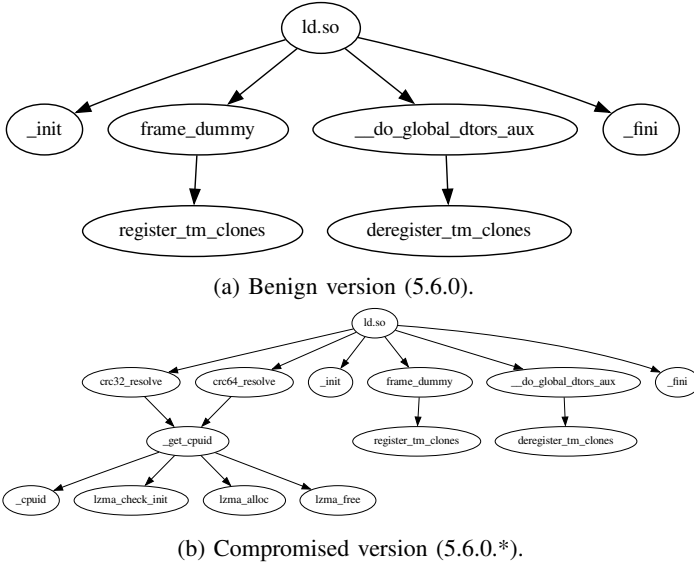 ld.so
_init
frame_dummy
__do_global_dtors_aux
_fini
register_tm_clones
deregister_tm_clones
(a) Benign version (5.6.0).
ld.so
crc32_resolve
crc64_resolve
_init
frame_dummy
__do_global_dtors_aux
_fini
_get_cpuid
register_tm_clones
deregister_tm_clones
_cpuid
lzma_check_init
lzma_alloc
lzma_free
(b) Compromised version (5.6.0.*).